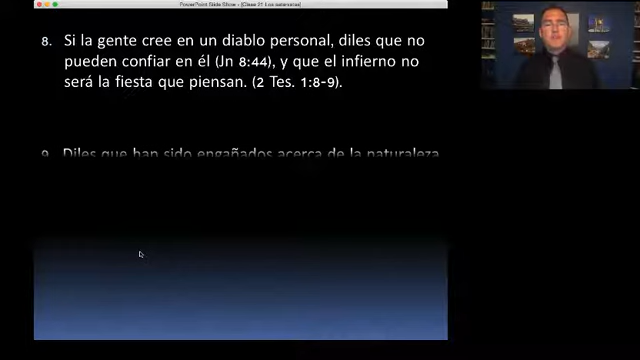 PowerPoint Slide Show - [Clase 21 Los satanistas]
8. Si la gente cree en un diablo personal, diles que no
pueden confiar en él (Jn 8:44), y que el infierno no
será la fiesta que piensan. (2 Tes. 1:8-9).
9. Diles que han sido engañados acerca de la naturaleza